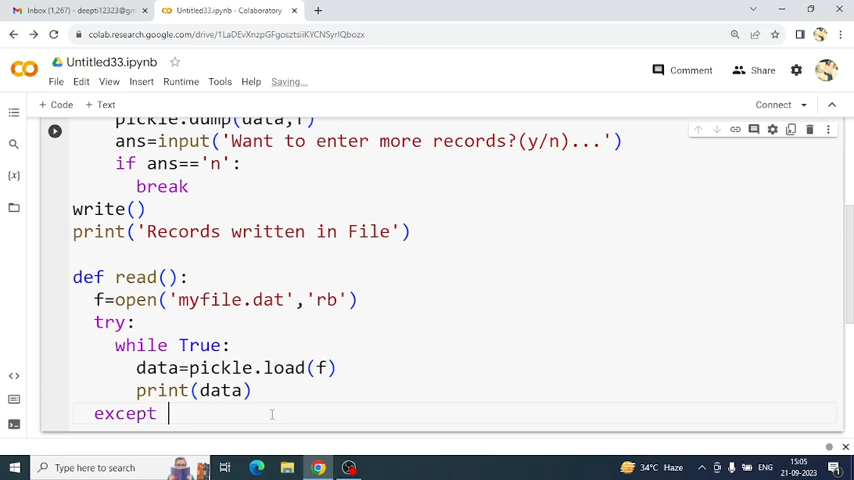 Inbox (1,267) - deepti12323@gm
Untitled33.ipynb - Colaboratory
colab.research.google.com/drive/1LaDEvXnzpGFgosztsiiKYCNSyrlQbozx
Untitled33.ipynb
File Edit View Insert Runtime Tools Help Saving...
Comment Share
+ Code + Text
Connect
pickle.dump(data,f)
ans=input('Want to enter more records?(y/n)...')
if ans=='n':
break
write()
print('Records written in File')
def read():
f=open('myfile.dat','rb')
try:
while True:
data=pickle.load(f)
print(data)
except
Type here to search
34°C Haze
ENG
15:05
21-09-2023